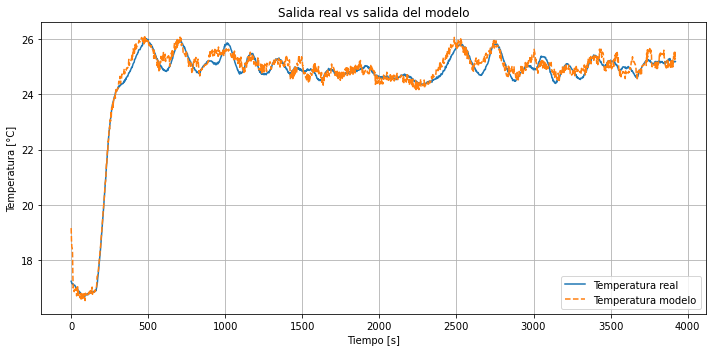 Salida real vs salida del modelo
Temperatura [°C]
26
24
22
20
18
0
500
1000
1500
2000
2500
3000
3500
4000
Tiempo [s]
Temperatura real
Temperatura modelo